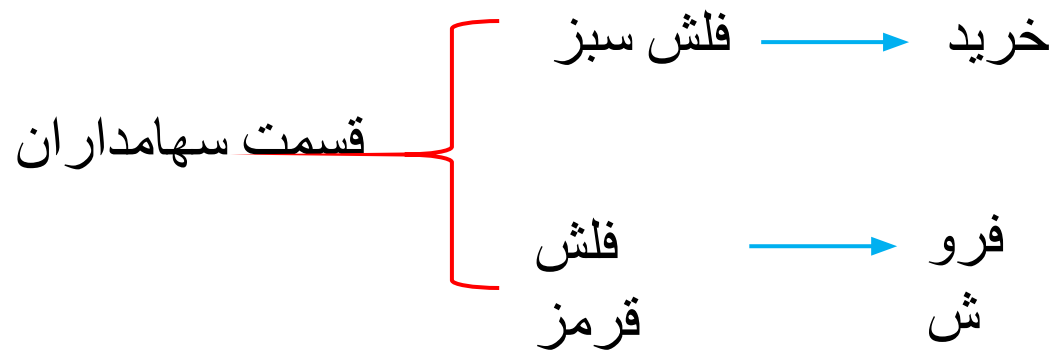 فلش سبز
خرید
قسمت سهامداران
فلش
قرمز
فرو
ش